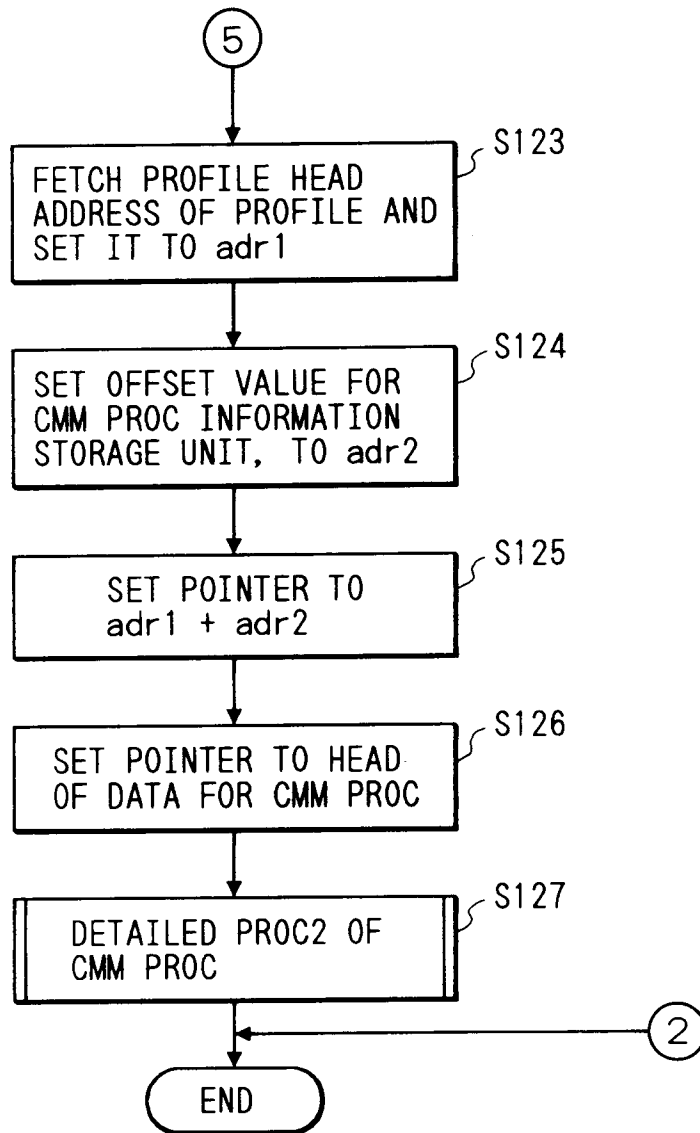 5
S123
FETCH PROFILE HEAD
ADDRESS OF PROFILE AND
SET IT TO adr1
S124
SET OFFSET VALUE FOR
CMM PROC INFORMATION
STORAGE UNIT, TO adr2
S125
SET POINTER TO
adr1 + adr2
S126
SET POINTER TO HEAD
OF DATA FOR CMM PROC
S127
DETAILED PROC2 OF
CMM PROC
2
END